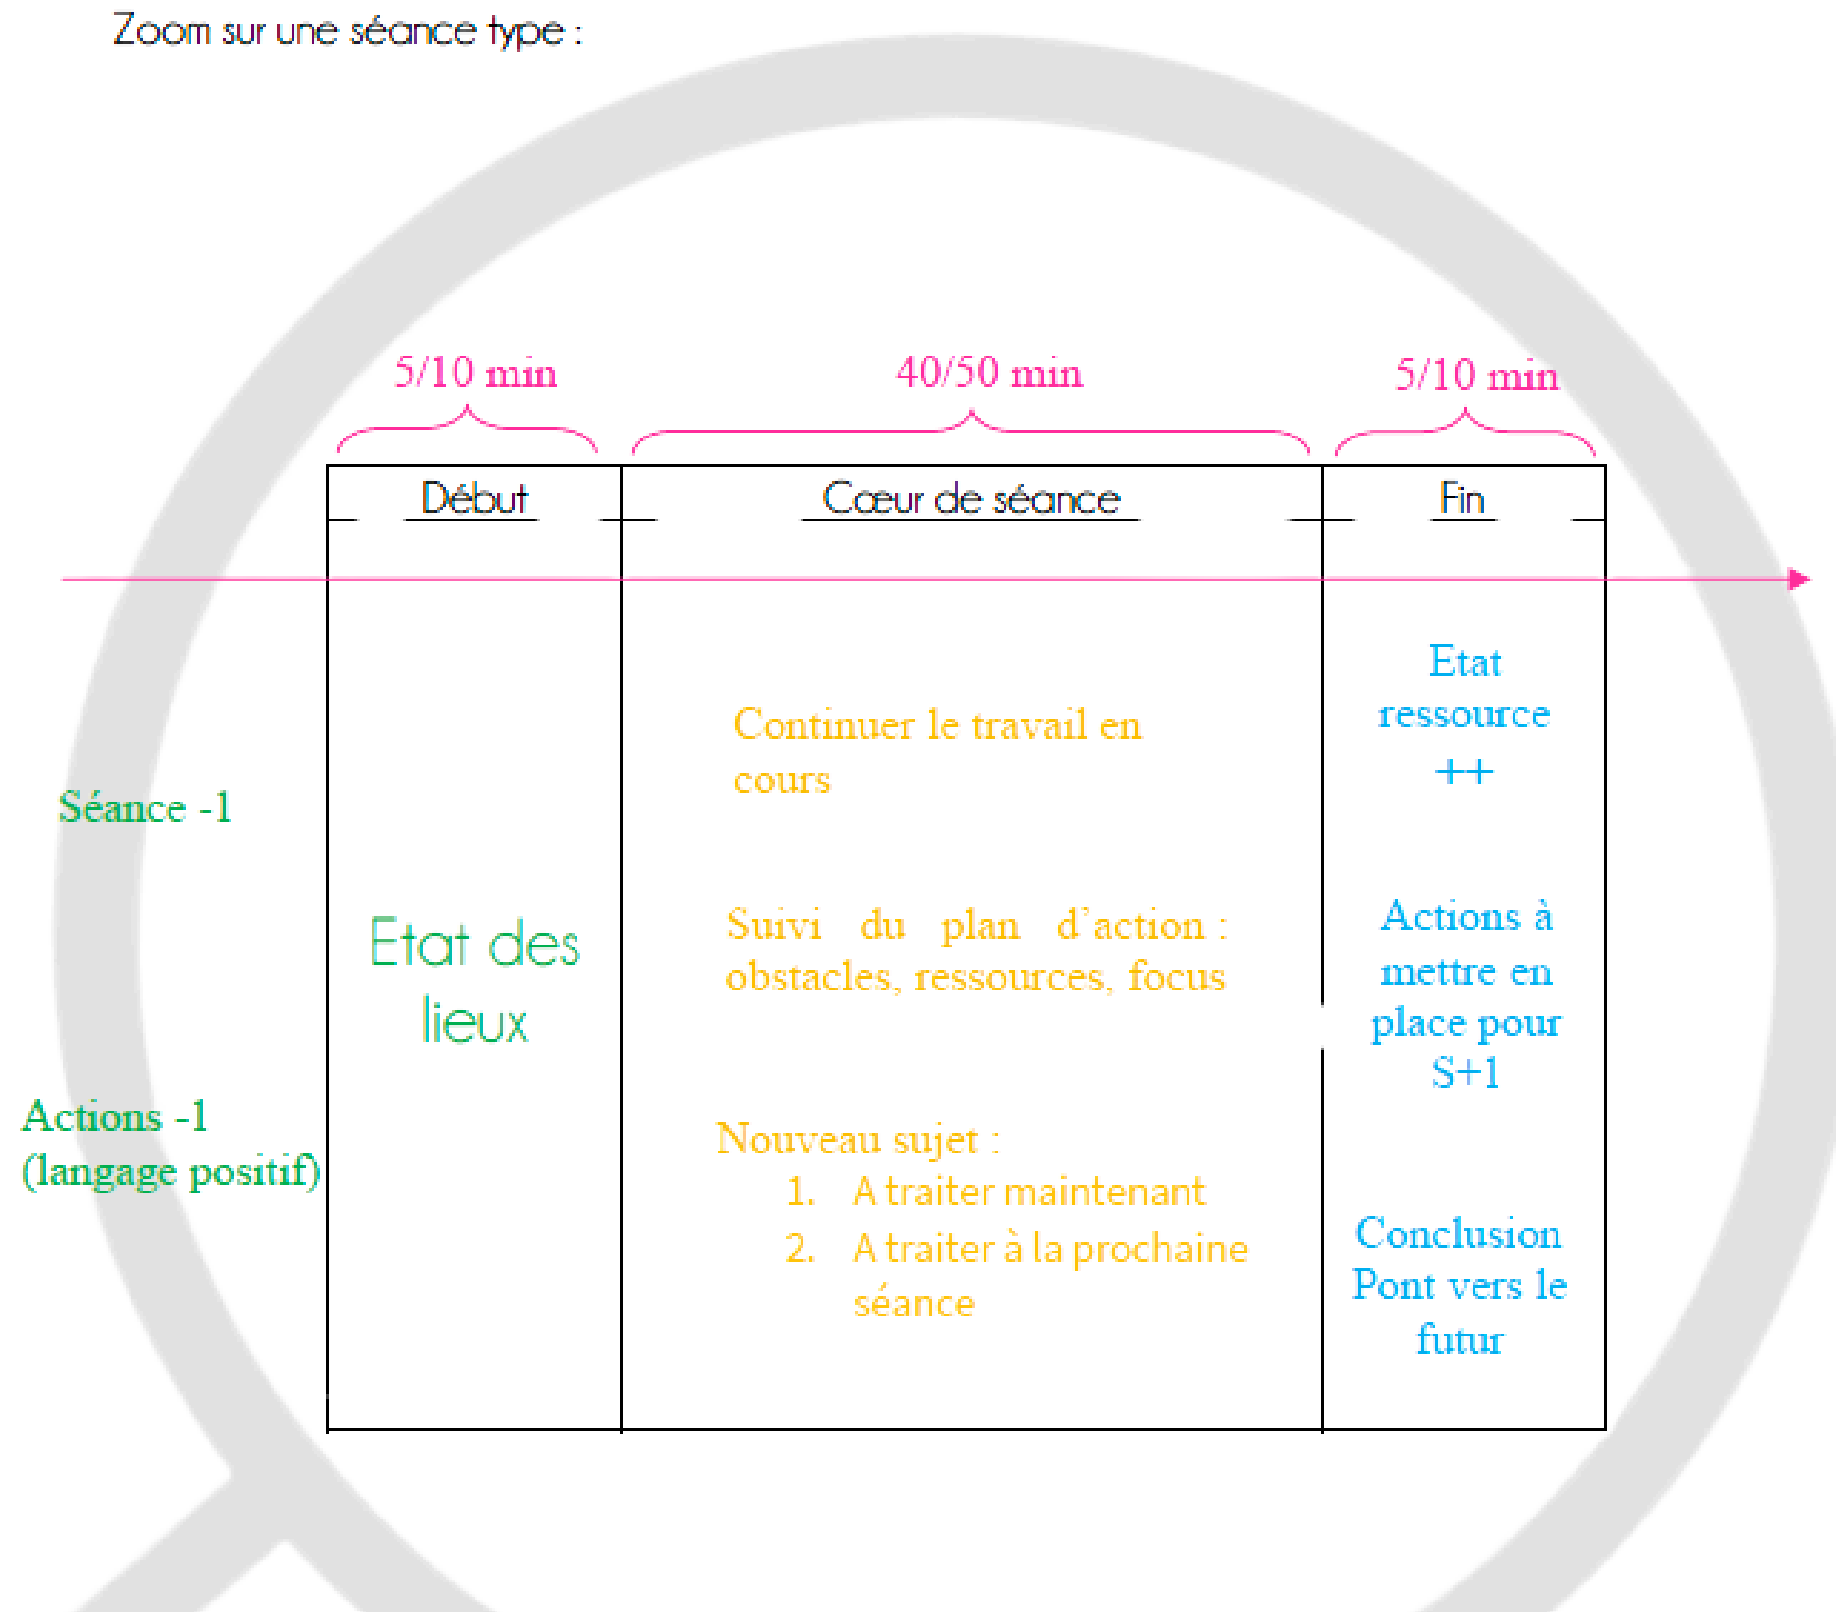 Zoom sur une séance type :
5/10 min
40/50 min
5/10 min
Début
Cœur de séance
Fin
Séance -1
Actions -1
(langage positif)
Etat des
lieux
Continuer le travail en
cours
Suivi du plan d’action :
obstacles, ressources, focus
Nouveau sujet :
1. A traiter maintenant
2. A traiter à la prochaine
séance
Etat
ressource
++
Actions à
mettre en
place pour
S+1
Conclusion
Pont vers le
futur